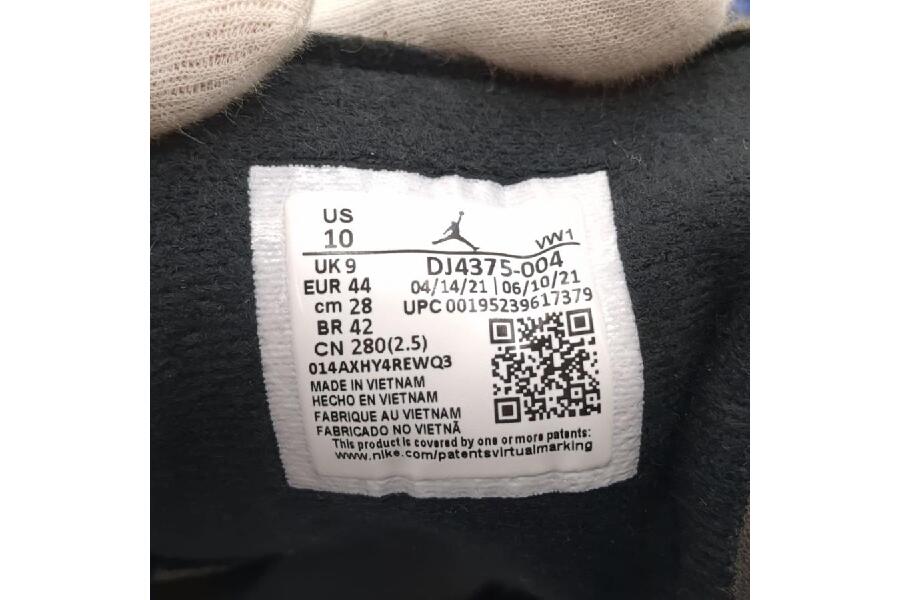 US
10
VW1
UK 9
DJ4375-004
EUR 44
04/14/21 | 06/10/21
cm 28
UPC 00195239617379
BR 42
CN 280(2.5)
014AXHY4REWQ3
MADE IN VIETNAM
HECHO EN VIETNAM
FABRIQUE AU VIETNAM
FABRICADO NO VIETNÃ
This product is covered by one or more patents:
www.nike.com/patentsvirtualmarking